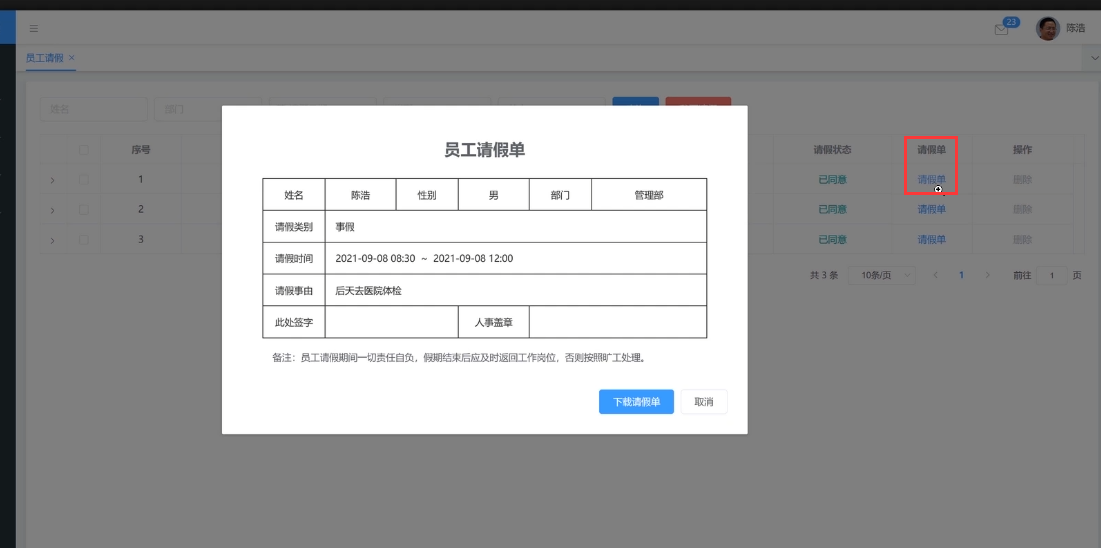 23
陈浩
员工请假 ×
姓名 部门
序号 请假状态 请假单 操作
1 已同意 请假单 删除
2 已同意 请假单 删除
3 已同意 请假单 删除
共 3 条 10条/页 1 前往 1 页
员工请假单
姓名 陈浩 性别 男 部门 管理部
请假类别 事假
请假时间 2021-09-08 08:30 ~ 2021-09-08 12:00
请假事由 后天去医院体检
此处签字 人事盖章
备注：员工请假期间一切责任自负，假期结束后应及时返回工作岗位，否则按照旷工处理。
下载请假单 取消